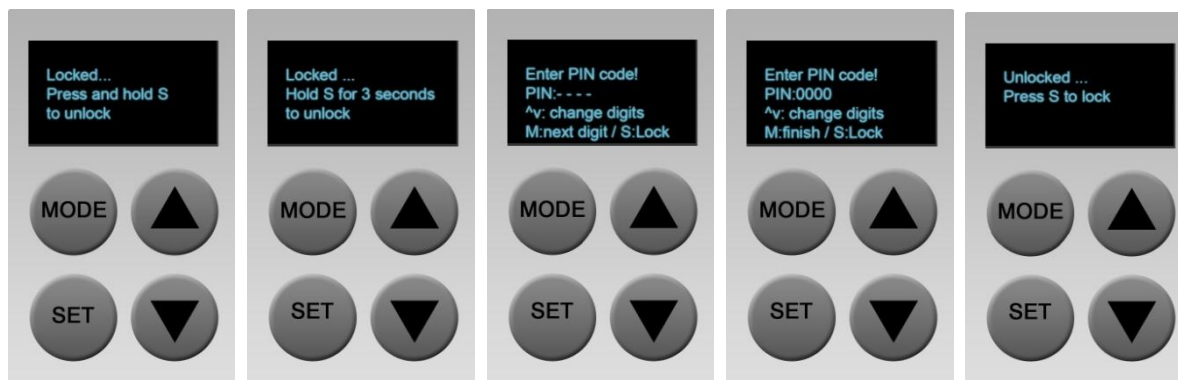 Locked...
Press and hold S
to unlock
MODE
SET
Locked ...
Hold S for 3 seconds
to unlock
MODE
SET
Enter PIN code!
PIN:- - - -
^v: change digits
M:next digit / S:Lock
MODE
SET
Enter PIN code!
PIN:0000
^v: change digits
M:finish / S:Lock
MODE
SET
Unlocked ...
Press S to lock
MODE
SET